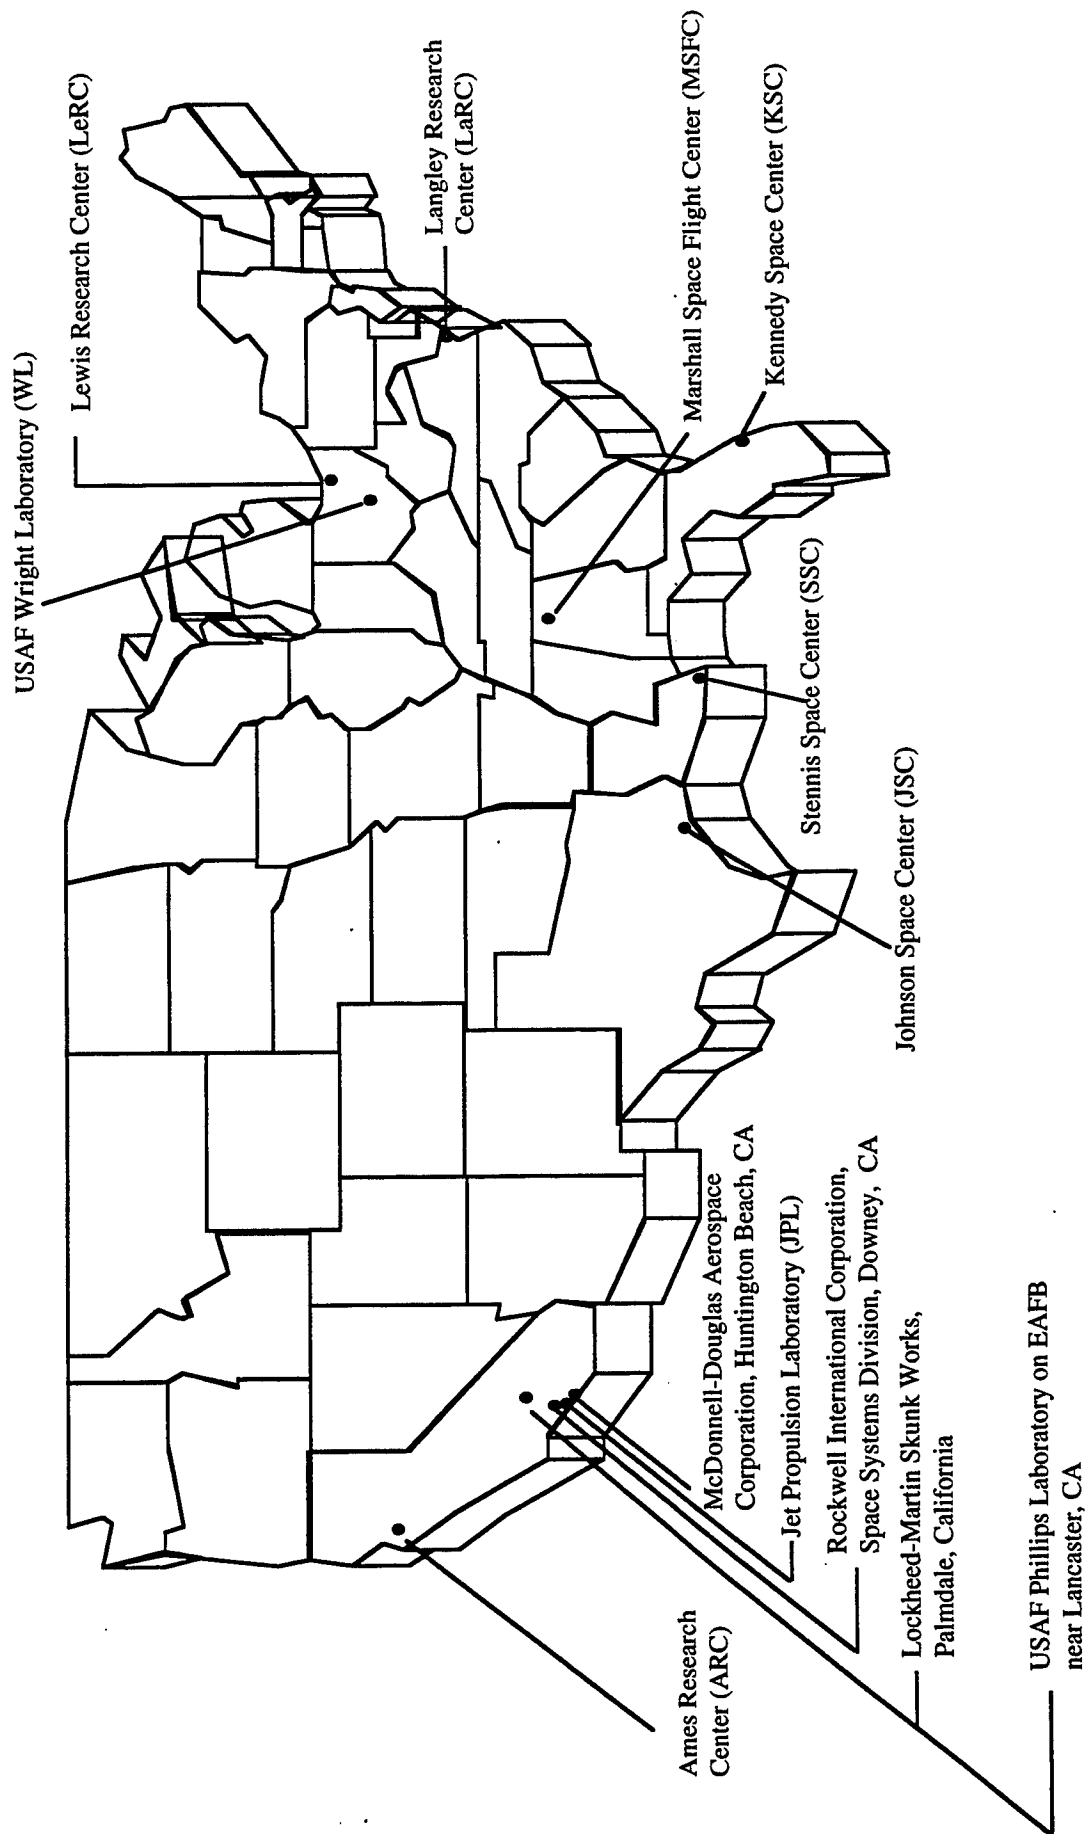 USAF Wright Laboratory (WL)
Lewis Research Center (LeRC)
Langley Research
Center (LaRC)
Marshall Space Flight Center (MSFC)
Kennedy Space Center (KSC)
Stennis Space Center (SSC)
Johnson Space Center (JSC)
McDonnell-Douglas Aerospace
Corporation, Huntington Beach, CA
Jet Propulsion Laboratory (JPL)
Rockwell International Corporation,
Space Systems Division, Downey, CA
Lockheed-Martin Skunk Works,
Palmdale, California
USAF Phillips Laboratory on EAFB
near Lancaster, CA
Ames Research
Center (ARC)